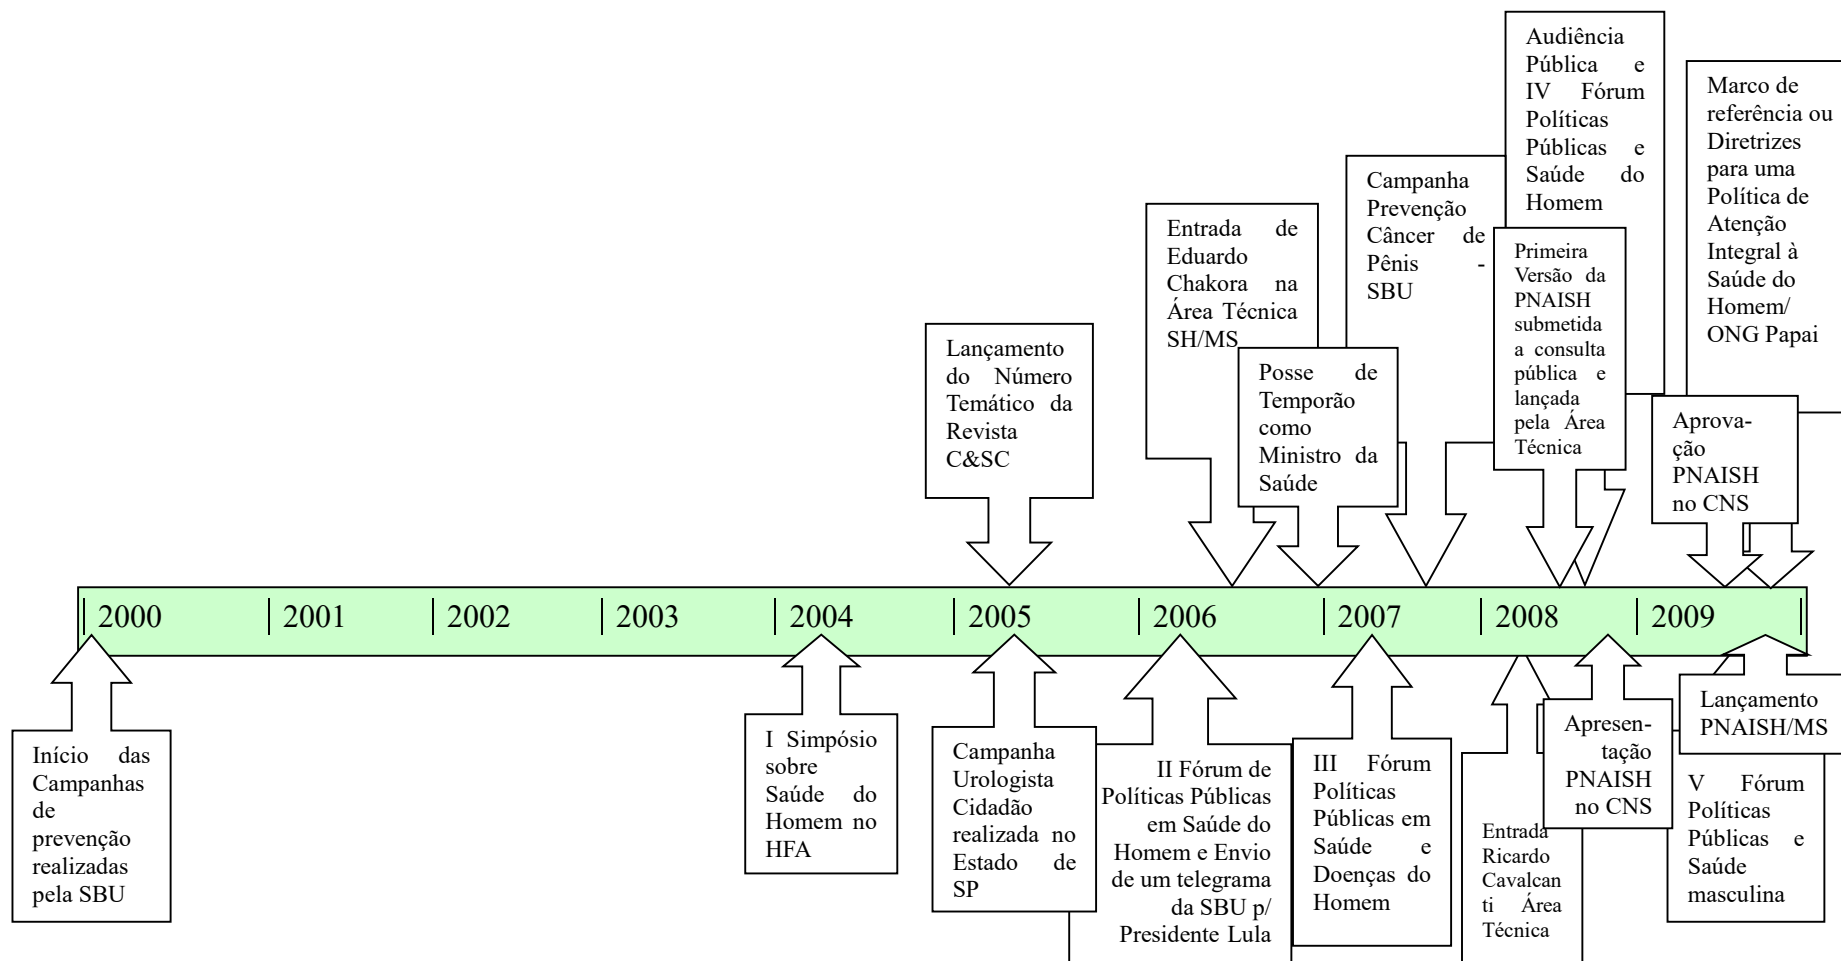 Audiência
Pública e
IV Fórum
Políticas
Públicas e
Saúde do
Homem
Marco de
referência ou
Diretrizes
para uma
Política de
Atenção
Integral à
Saúde do
Homem/
ONG Papai
Campanha
Prevenção
Câncer de
Pênis -
SBU
Entrada de
Eduardo
Chakora na
Área Técnica
SH/MS
Primeira
Versão da
PNAISH
submetida
a consulta
pública e
lançada
pela Área
Técnica
Lançamento
do Número
Temático da
Revista
C&SC
Posse de
Temporão
como
Ministro da
Saúde
Aprova-
ção
PNAISH
no CNS
2000
2001
2002
2003
2004
2005
2006
2007
2008
2009
Início das
Campanhas
de
prevenção
realizadas
pela SBU
I Simpósio
sobre
Saúde do
Homem no
HFA
Campanha
Urologista
Cidadão
realizada no
Estado de
SP
II Fórum de
Políticas Públicas
em Saúde do
Homem e Envio
de um telegrama
da SBU p/
Presidente Lula
III Fórum
Políticas
Públicas em
Saúde e
Doenças do
Homem
Entrada
Ricardo
Cavalcan
ti Área
Técnica
Apresen-
tação
PNAISH
no CNS
Lançamento
PNAISH/MS
V Fórum
Políticas
Públicas e
Saúde
masculina